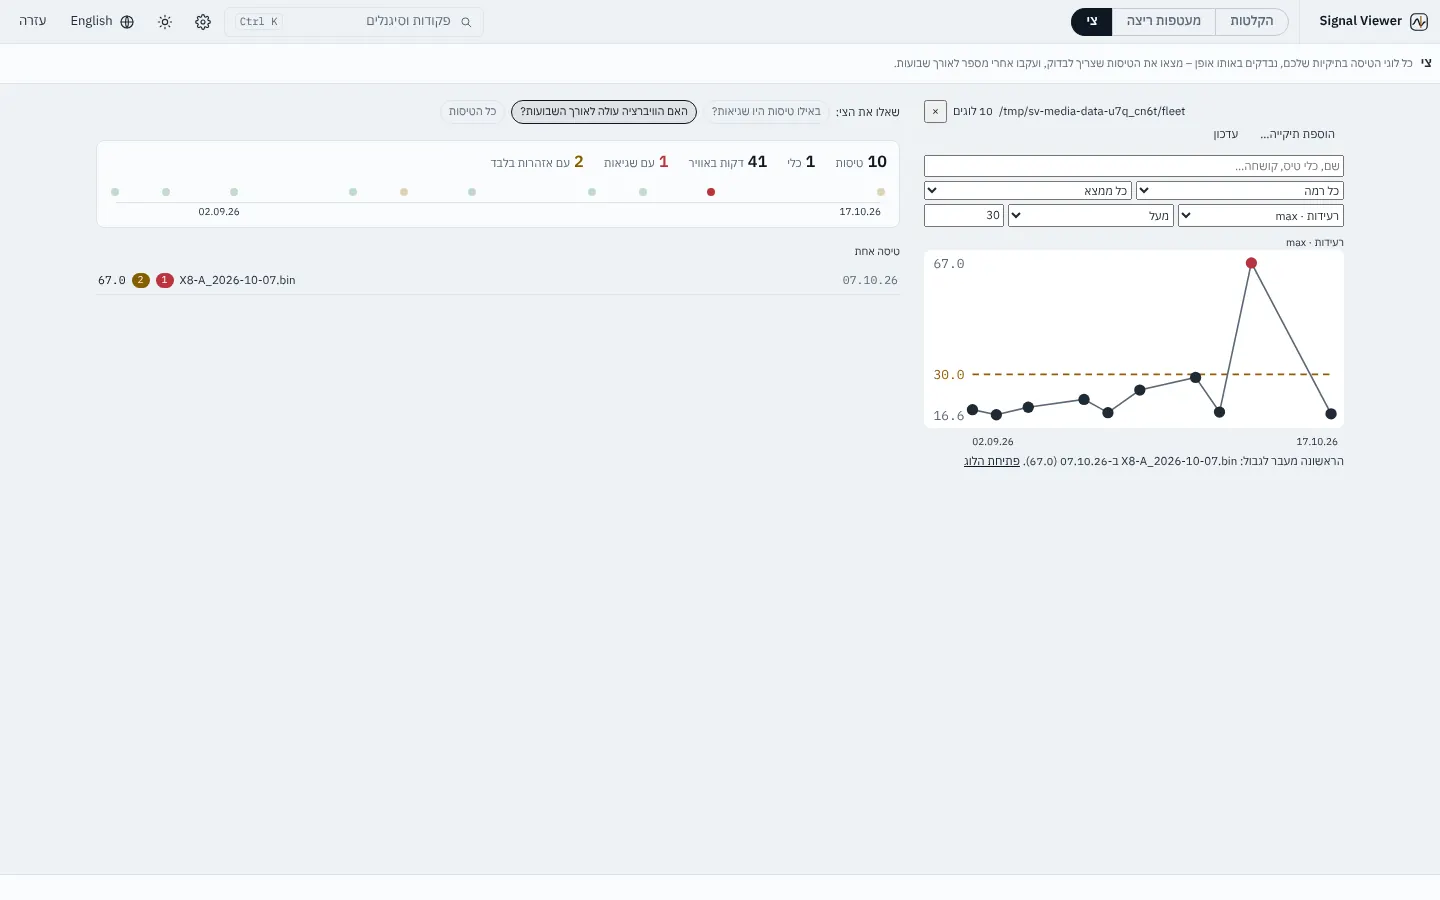 Signal Viewer
הקלטות
מעטפות ריצה
צי
פקודות וסיגנלים
Ctrl K
English
עזרה
צי כל לוגי הטיסה בתיקיות שלכם, נבדקים באותו אופן – מצאו את הטיסות שצריך לבדוק, ועקבו אחרי מספר לאורך שבועות.
/tmp/sv-media-data-u7q_cn6t/fleet
10 לוגים
×
הוספת תיקייה...
עדכון
שם, כלי טיס, קושחה...
כל רמה
כל ממצא
רעידות · max
מעל
30
רעידות · max
67.0
30.0
16.6
02.09.26
17.10.26
הראשונה מעבר לגבול: X8-A_2026-10-07.bin ב-07.10.26 (67.0). פתיחת הלוג
שאלו את הצי:
באילו טיסות היו שגיאות?
האם הוויברציה עולה לאורך השבועות?
כל הטיסות
10 טיסות
1 כלי
41 דקות באוויר
1 עם שגיאות
2 עם אזהרות בלבד
02.09.26
17.10.26
טיסה אחת
07.10.26
X8-A_2026-10-07.bin
1
2
67.0